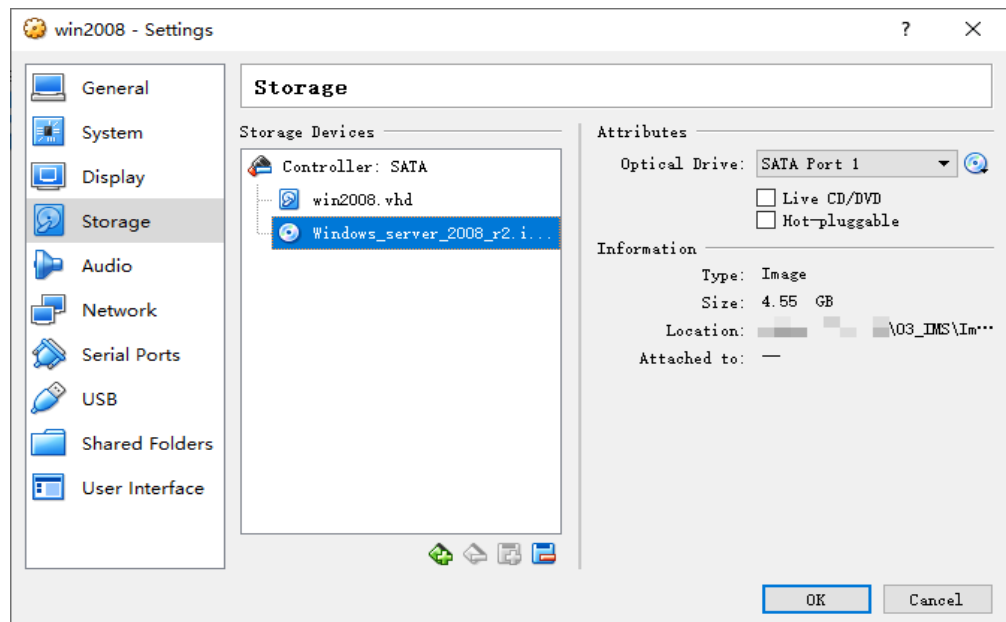 win2008 - Settings
?
General
System
Display
Storage
Audio
Network
Serial Ports
USB
Shared Folders
User Interface
Storage
Storage Devices
Controller: SATA
win2008.vhd
Windows_server_2008_r2.i...
Attributes
Optical Drive: SATA Port 1
Live CD/DVD
Hot-pluggable
Information
Type: Image
Size: 4.55 GB
Location: \03_IMS\Im···
Attached to: —
OK
Cancel